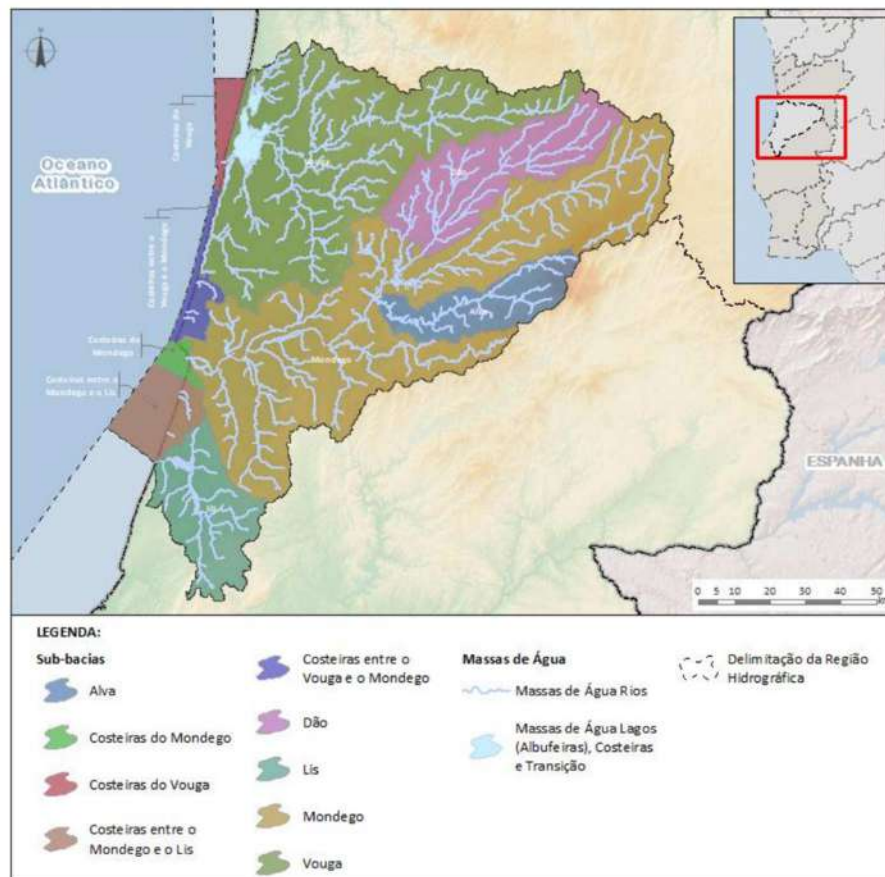 Oceano
Atlântico
Costeiras do
Vouga
Costeiras entre o
Vouga e o Mondego
Costeiras do
Mondego
Costeiras entre o
Mondego e o Lis
Mondego
ESPANHA
0 5 10 20 30 40 50
LEGENDA:
Sub-bacias
Alva
Costeiras do Mondego
Costeiras do Vouga
Costeiras entre o
Mondego e o Lis
Costeiras entre o
Vouga e o Mondego
Dão
Lis
Mondego
Vouga
Massas de Água
Massas de Água Rios
Massas de Água Lagos
(Albufeiras), Costeiras
e Transição
Delimitação da Região
Hidrográfica